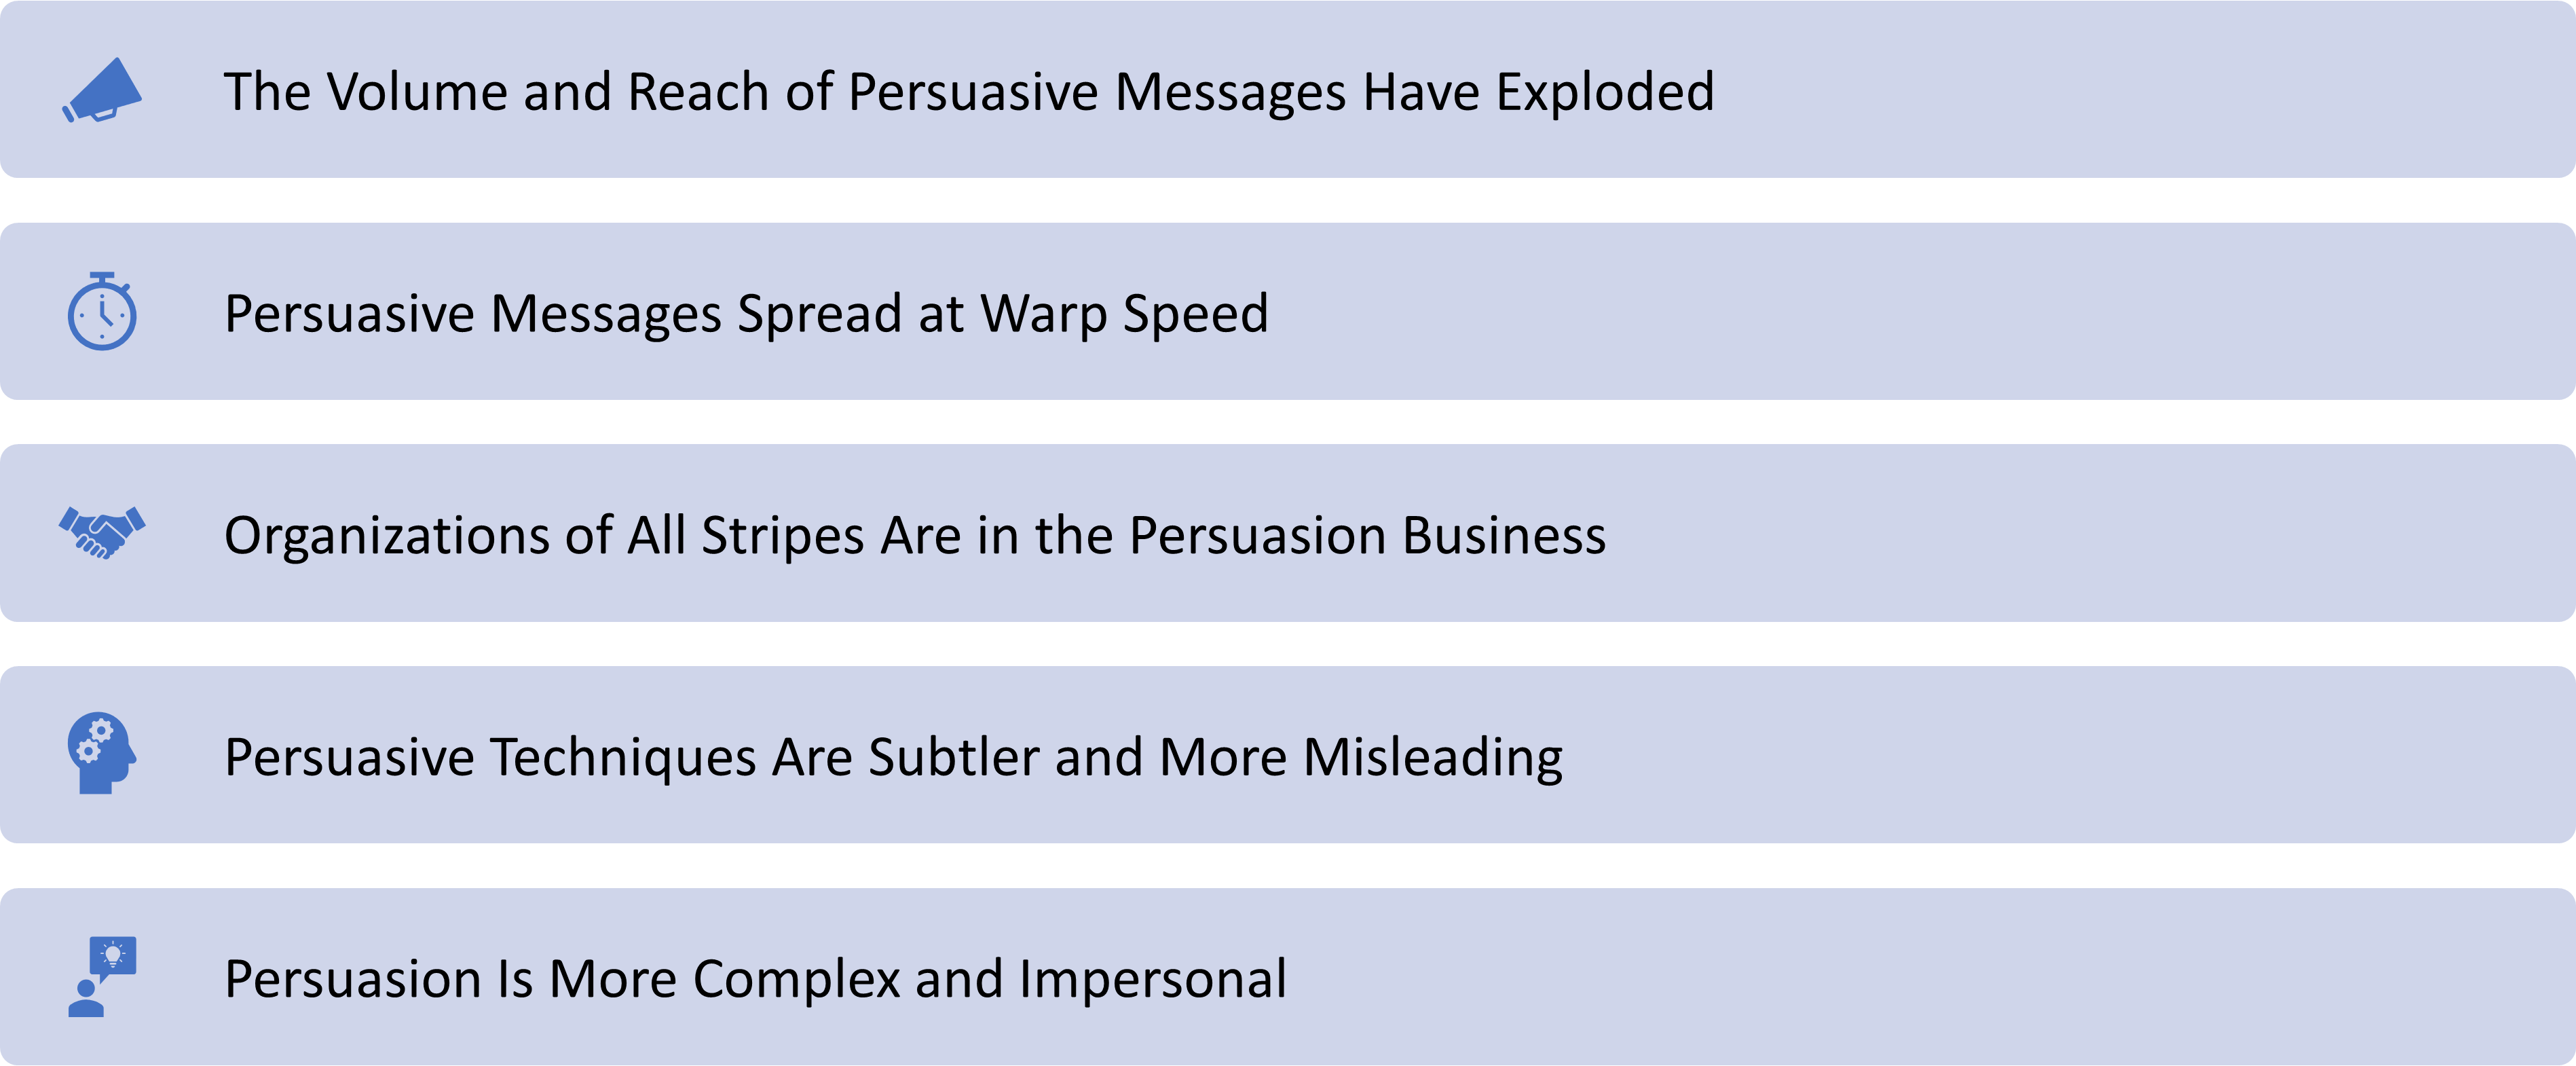 The Volume and Reach of Persuasive Messages Have Exploded
Persuasive Messages Spread at Warp Speed
Organizations of All Stripes Are in the Persuasion Business
Persuasive Techniques Are Subtler and More Misleading
Persuasion Is More Complex and Impersonal